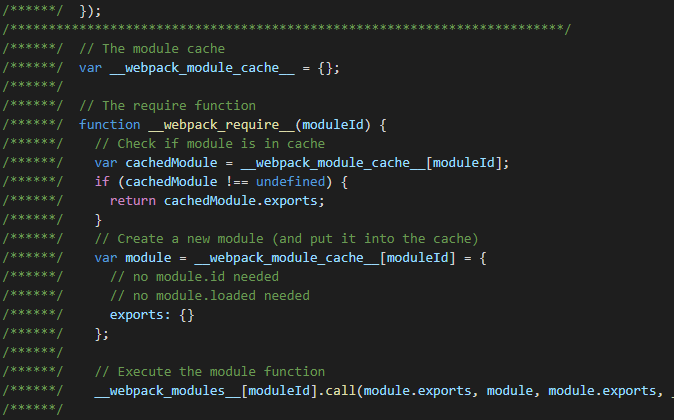 /******/  });
/************************************************************************/
/******/  // The module cache
/******/  var __webpack_module_cache__ = {};
/******/
/******/  // The require function
/******/  function __webpack_require__(moduleId) {
/******/    // Check if module is in cache
/******/    var cachedModule = __webpack_module_cache__[moduleId];
/******/    if (cachedModule !== undefined) {
/******/      return cachedModule.exports;
/******/    }
/******/    // Create a new module (and put it into the cache)
/******/    var module = __webpack_module_cache__[moduleId] = {
/******/      // no module.id needed
/******/      // no module.loaded needed
/******/      exports: {}
/******/    };
/******/
/******/    // Execute the module function
/******/    __webpack_modules__[moduleId].call(module.exports, module, module.exports, _
/******/